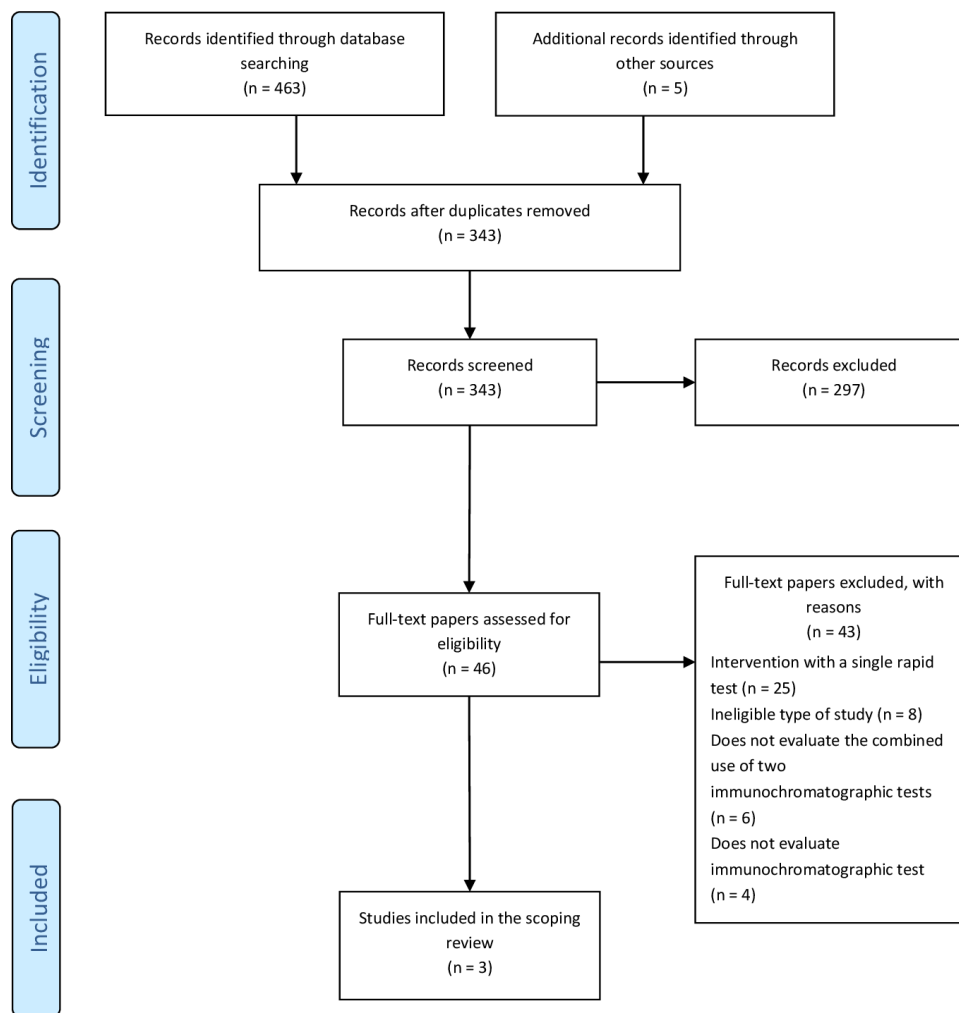 Identification
Records identified through database
searching
(n = 463)
Additional records identified through
other sources
(n = 5)
Records after duplicates removed
(n = 343)
Screening
Records screened
(n = 343)
Records excluded
(n = 297)
Eligibility
Full-text papers assessed for
eligibility
(n = 46)
Full-text papers excluded, with
reasons
(n = 43)
Intervention with a single rapid
test (n = 25)
Ineligible type of study (n = 8)
Does not evaluate the combined
use of two
immunochromatographic tests
(n = 6)
Does not evaluate
immunochromatographic test
(n = 4)
Included
Studies included in the scoping
review
(n = 3)